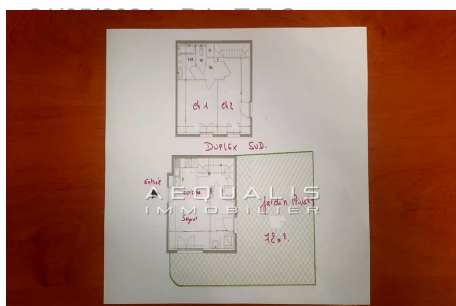 Ch 1
Ch 2
DUPLEX SUD.
Entrée
AEQUALIS
IMMOBILIER
Séjour
Jardin Privatif
72 m²